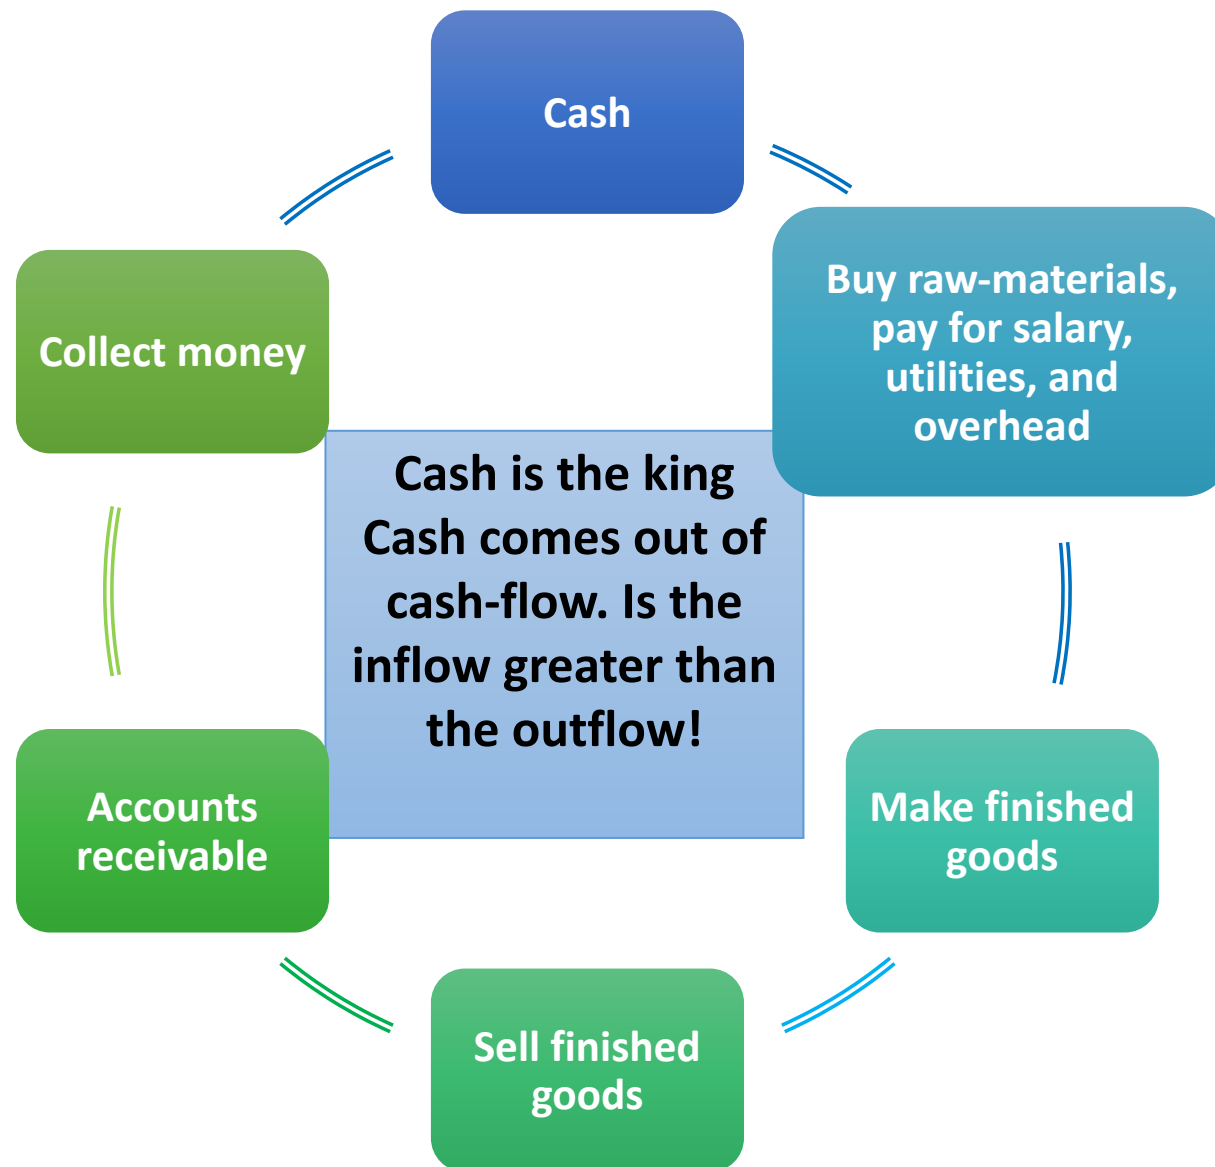 Cash
Buy raw-materials,
pay for salary,
utilities, and
overhead
Make finished
goods
Sell finished
goods
Accounts
receivable
Collect money
Cash is the king
Cash comes out of
cash-flow. Is the
inflow greater than
the outflow!